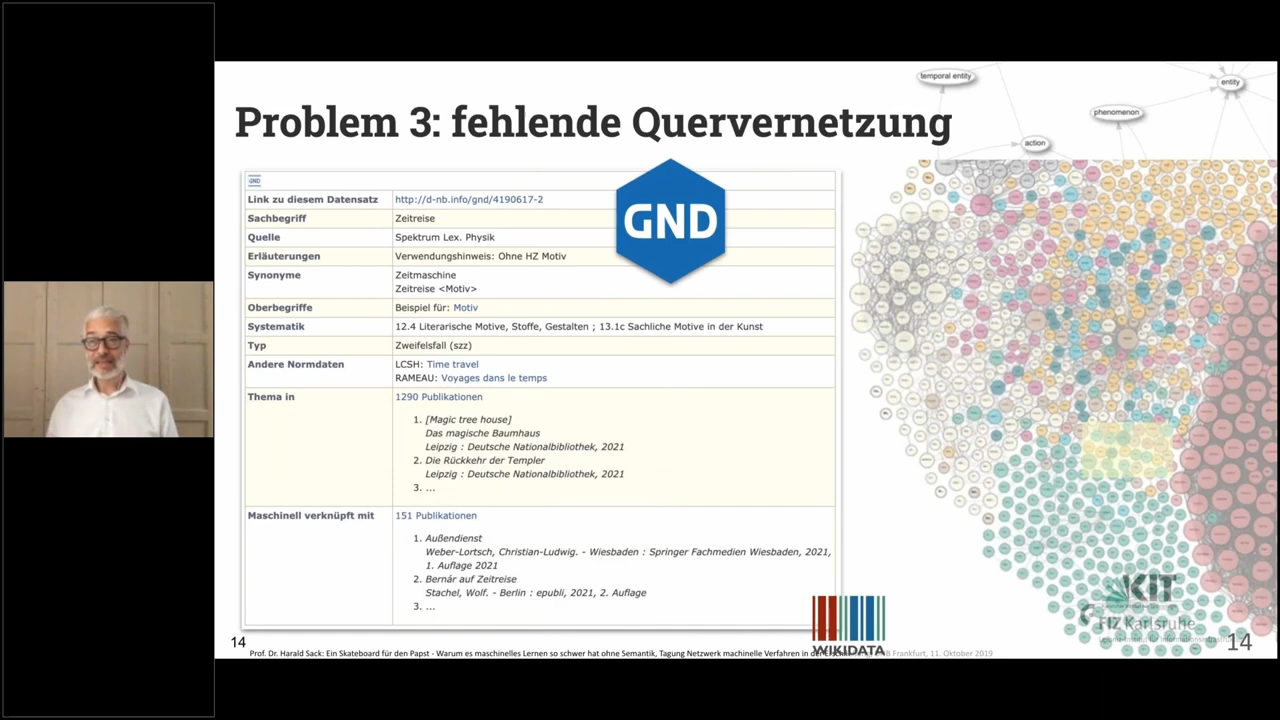 temporal entity
entity
phenomenon
action
Problem 3: fehlende Quervernetzung
GND
GND
Link zu diesem Datensatz http://d-nb.info/gnd/4190617-2
Sachbegriff Zeitreise
Quelle Spektrum Lex. Physik
Erläuterungen Verwendungshinweis: Ohne HZ Motiv
Synonyme Zeitmaschine
Zeitreise <Motiv>
Oberbegriffe Beispiel für: Motiv
Systematik 12.4 Literarische Motive, Stoffe, Gestalten ; 13.1c Sachliche Motive in der Kunst
Typ Zweifelsfall (szz)
Andere Normdaten LCSH: Time travel
RAMEAU: Voyages dans le temps
Thema in 1290 Publikationen
1. [Magic tree house]
Das magische Baumhaus
Leipzig : Deutsche Nationalbibliothek, 2021
2. Die Rückkehr der Templer
Leipzig : Deutsche Nationalbibliothek, 2021
3. ...
Maschinell verknüpft mit 151 Publikationen
1. Außendienst
Weber-Lortsch, Christian-Ludwig. - Wiesbaden : Springer Fachmedien Wiesbaden, 2021,
1. Auflage 2021
2. Bernár auf Zeitreise
Stachel, Wolf. - Berlin : epubli, 2021, 2. Auflage
3. ...
KIT
FIZ Karlsruhe
14
WIKIDATA
14
Prof. Dr. Harald Sack: Ein Skateboard für den Papst - Warum es maschinelles Lernen so schwer hat ohne Semantik, Tagung Netzwerk machinelle Verfahren in der Frankfurt, 11. Oktober 2019